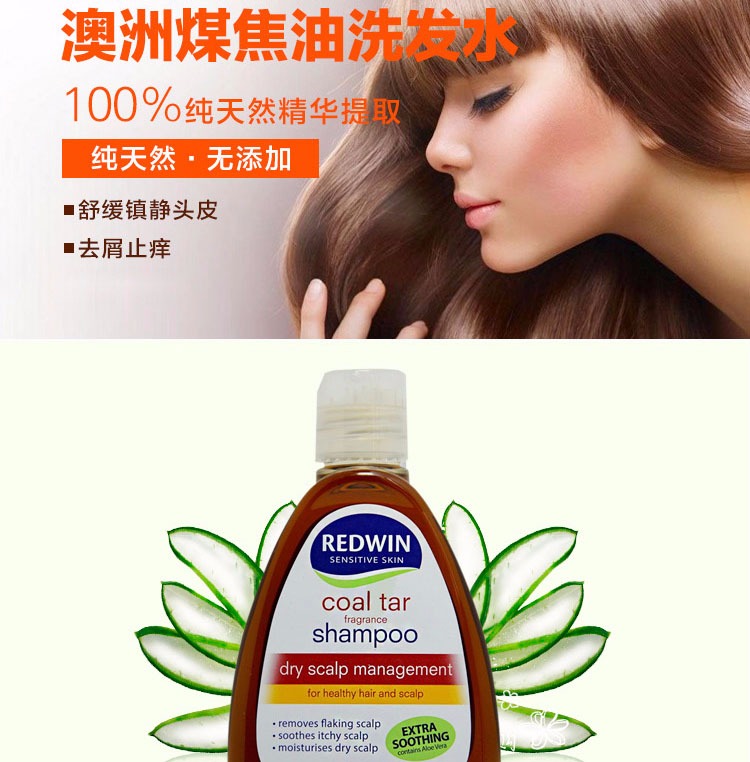 澳洲煤焦油洗发水
100%纯天然精华提取
纯天然·无添加
■舒缓镇静头皮
■去屑止痒
REDWIN
SENSITIVE SKIN
coal tar
fragrance
shampoo
dry scalp management
for healthy hair and scalp
• removes flaking scalp
• soothes itchy scalp
• moisturises dry scalp
EXTRA
SOOTHING
contains Aloe Vera